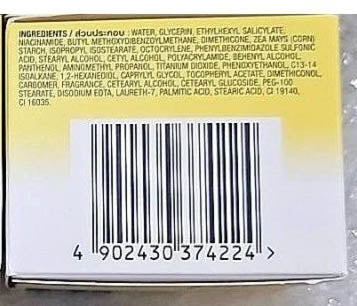 INGREDIENTS / ส่วนประกอบ : WATER, GLYCERIN, ETHYLHEXYL SALICYLATE,
NIACINAMIDE, BUTYL METHOXYDIBENZOYLMETHANE, DIMETHICONE, ZEA MAYS (CORN)
STARCH, ISOPROPYL ISOSTEARATE, OCTOCRYLENE, PHENYLBENZIMIDAZOLE SULFONIC
ACID, STEARYL ALCOHOL, CETYL ALCOHOL, POLYACRYLAMIDE, BEHENYL ALCOHOL,
PANTHENOL, AMINOMETHYL PROPANOL, TITANIUM DIOXIDE, PHENOXYETHANOL, C13-14
ISOALKANE, 1,2-HEXANEDIOL, CAPRYLYL GLYCOL, TOCOPHERYL ACETATE, DIMETHICONOL,
CARBOMER, FRAGRANCE, CETEARYL ALCOHOL, CETEARYL GLUCOSIDE, PEG-100
STEARATE, DISODIUM EDTA, LAURETH-7, PALMITIC ACID, STEARIC ACID, CI 19140,
CI 16035.
4 902430 374224 >